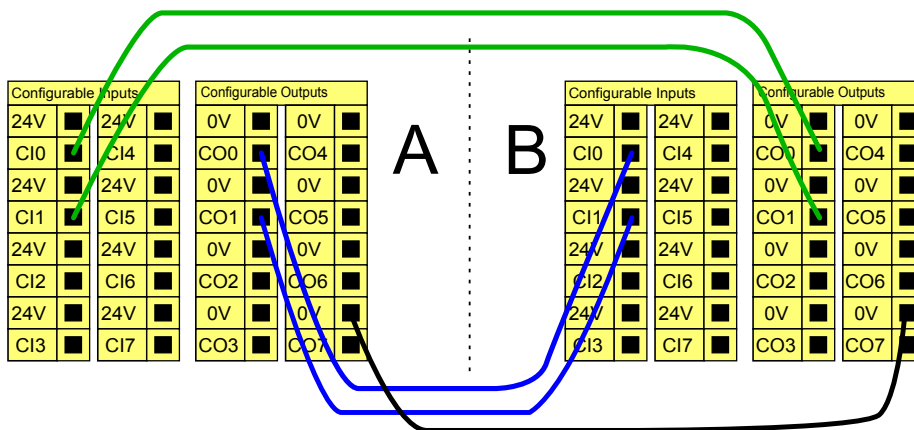 A B
Configurable Inputs Configurable Outputs Configurable Inputs Configurable Outputs
24V 24V 0V 0V 24V 24V 0V 0V
CI0 CI4 CO0 CO4 CI0 CI4 CO0 CO4
24V 24V 0V 0V 24V 24V 0V 0V
CI1 CI5 CO1 CO5 CI1 CI5 CO1 CO5
24V 24V 0V 0V 24V 24V 0V 0V
CI2 CI6 CO2 CO6 CI2 CI6 CO2 CO6
24V 24V 0V 0V 24V 24V 0V 0V
CI3 CI7 CO3 CO7 CI3 CI7 CO3 CO7